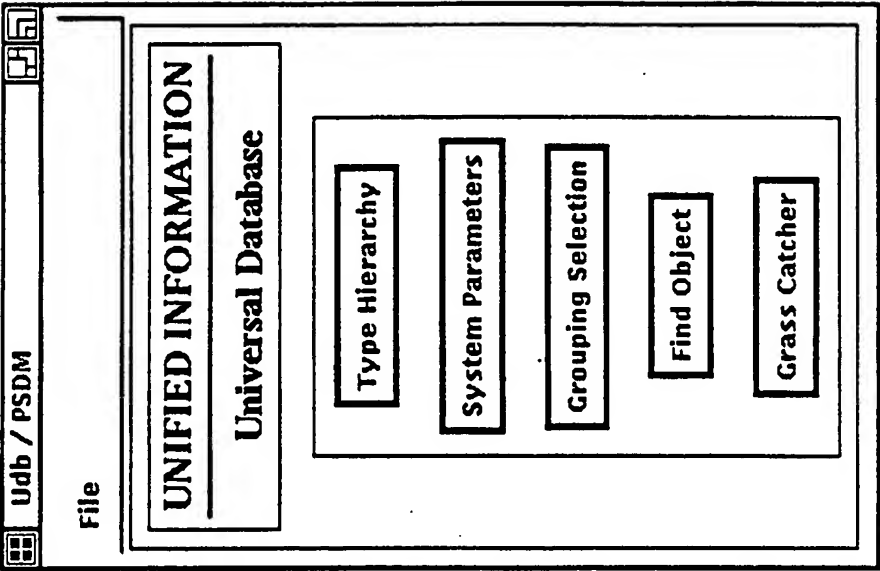 Udb / PSDM
File
UNIFIED INFORMATION
Universal Database
Type Hierarchy
System Parameters
Grouping Selection
Find Object
Grass Catcher